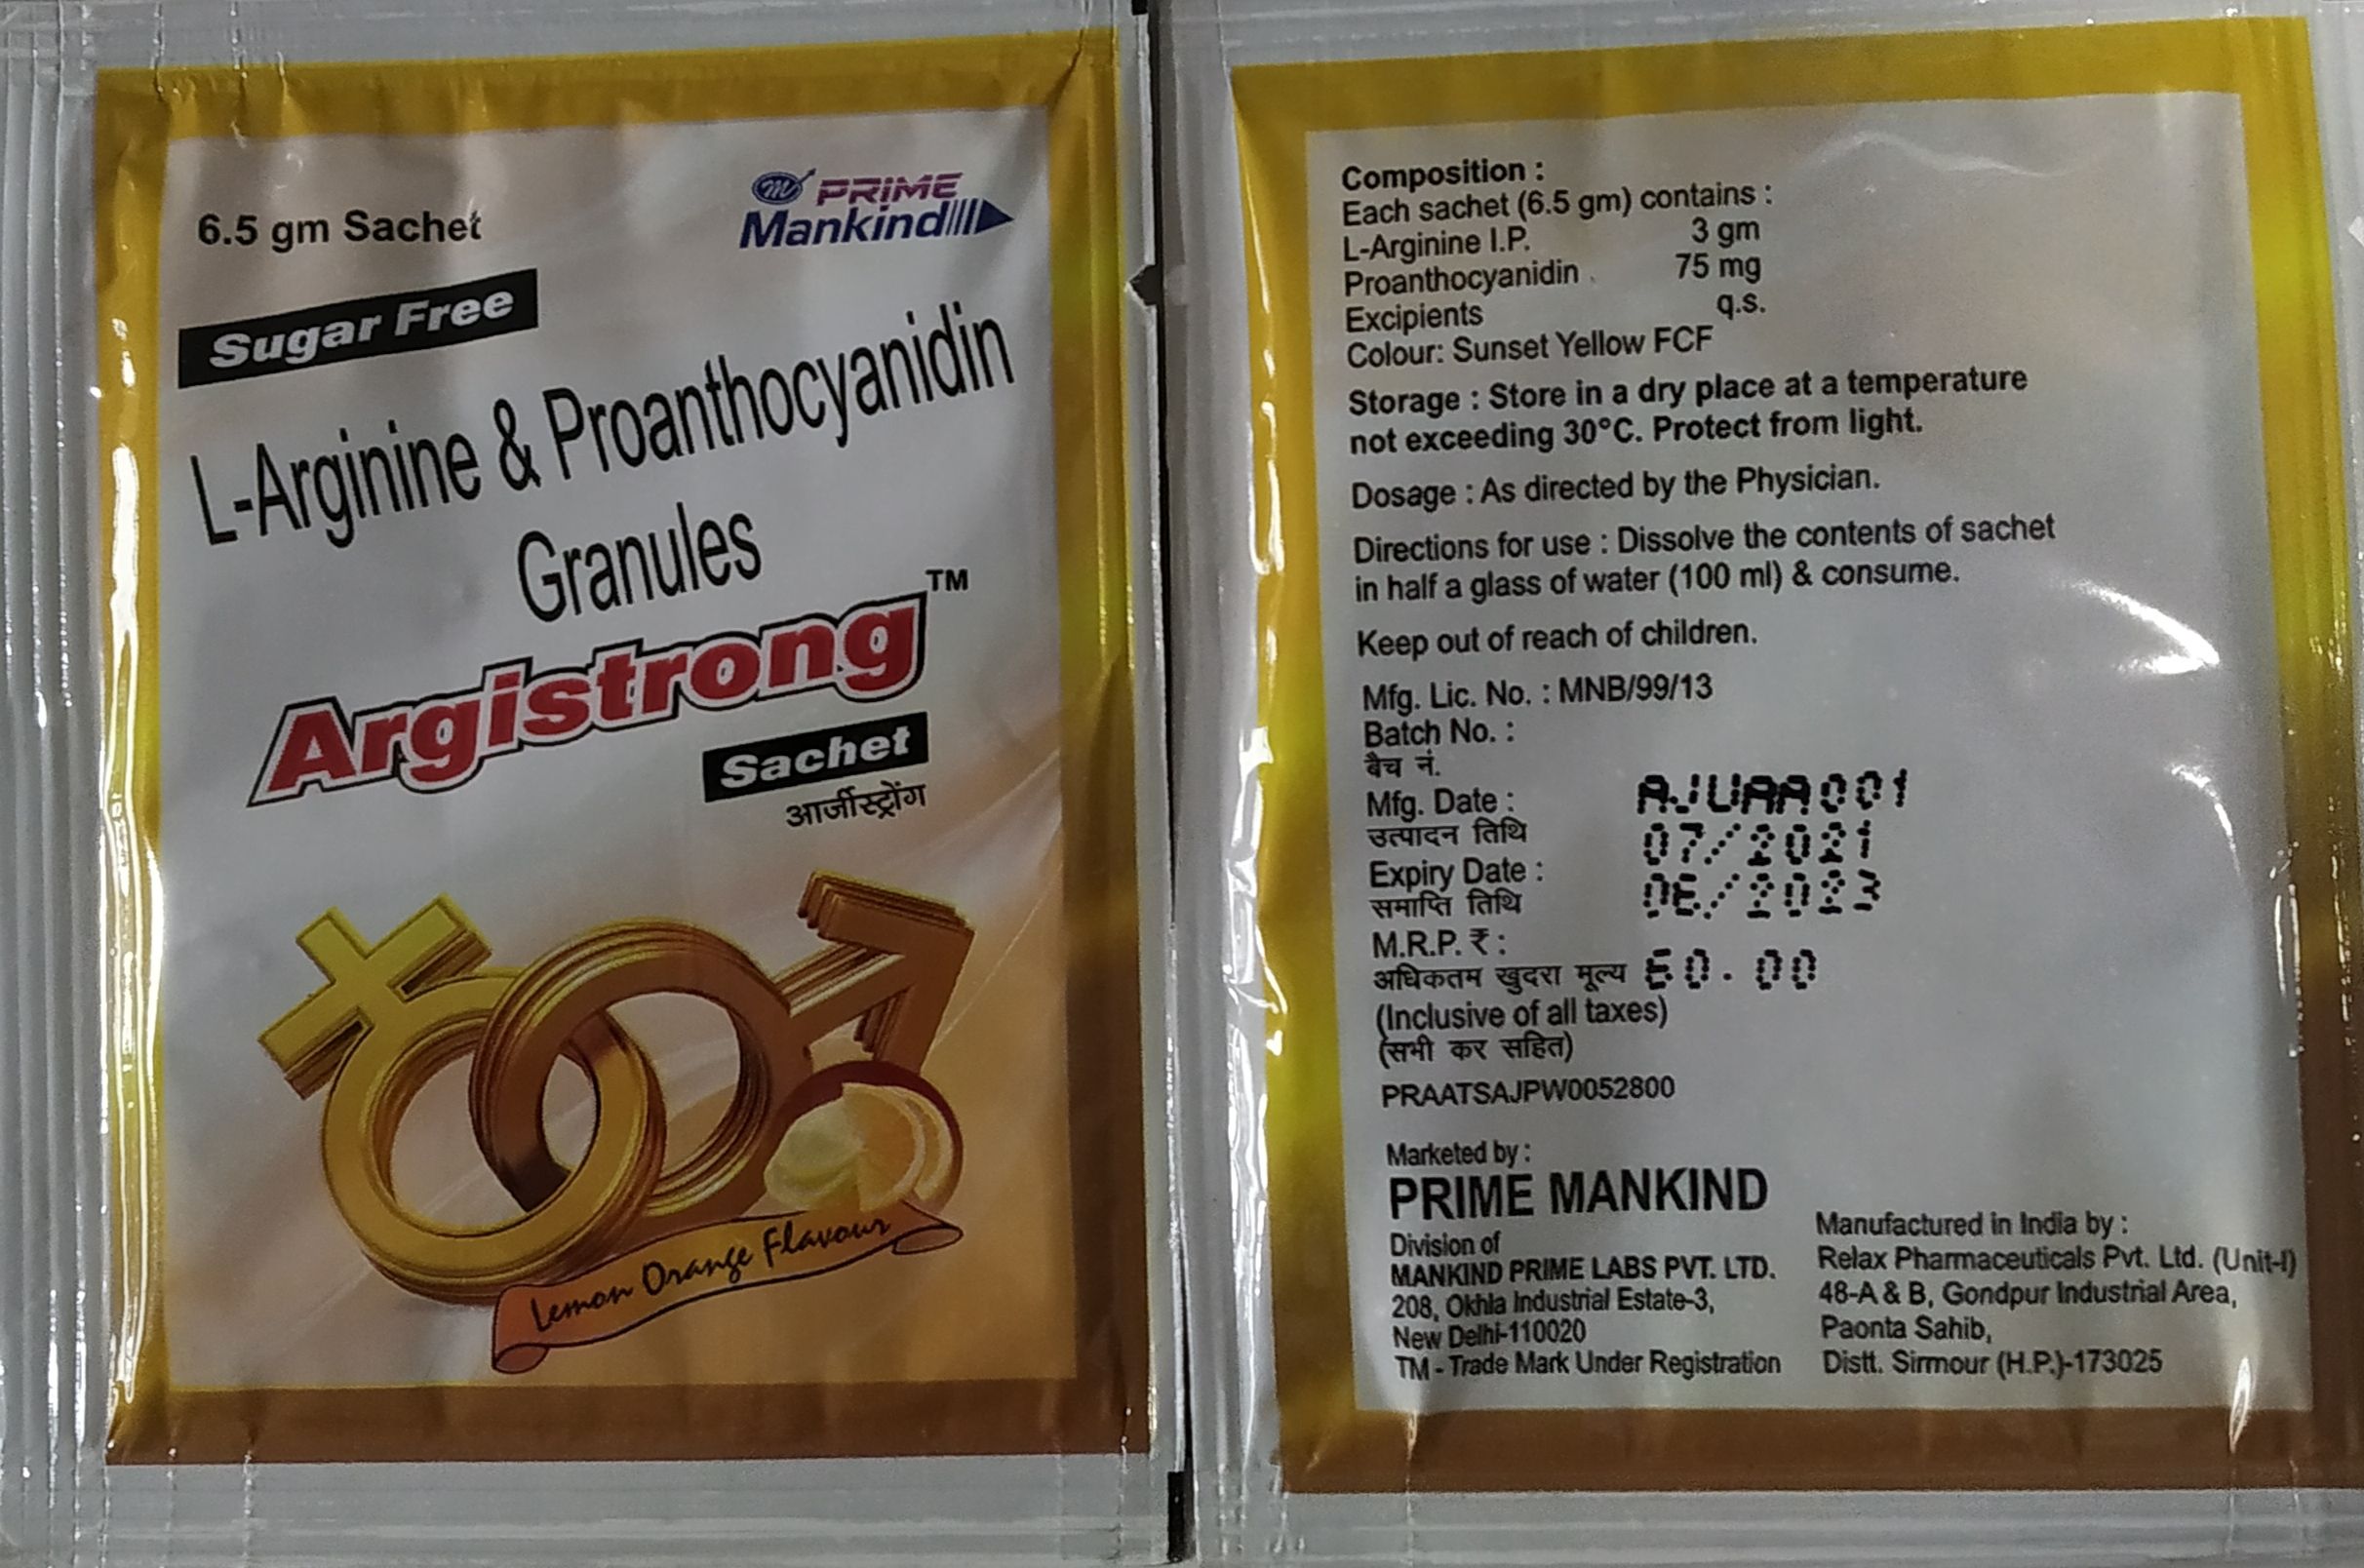 6.5 gm Sachet
m PRIME
Mankind
Sugar Free
L-Arginine & Proanthocyanidin
Granules
Argistrong™
Sachet
आर्जीस्ट्रोंग
Lemon Orange Flavour
Composition :
Each sachet (6.5 gm) contains :
L-Arginine I.P. 3 gm
Proanthocyanidin 75 mg
Excipients q.s.
Colour: Sunset Yellow FCF
Storage : Store in a dry place at a temperature
not exceeding 30°C. Protect from light.
Dosage : As directed by the Physician.
Directions for use : Dissolve the contents of sachet
in half a glass of water (100 ml) & consume.
Keep out of reach of children.
Mfg. Lic. No. : MNB/99/13
Batch No. :
बैच नं.
AJUAA001
Mfg. Date :
उत्पादन तिथि
07/2021
Expiry Date :
समाप्ति तिथि
06/2023
M.R.P. ₹ :
अधिकतम खुदरा मूल्य 60.00
(Inclusive of all taxes)
(सभी कर सहित)
PRAATSAJPW0052800
Marketed by :
PRIME MANKIND
Division of
MANKIND PRIME LABS PVT. LTD.
208, Okhla Industrial Estate-3,
New Delhi-110020
TM - Trade Mark Under Registration
Manufactured in India by :
Relax Pharmaceuticals Pvt. Ltd. (Unit-I)
48-A & B, Gondpur Industrial Area,
Paonta Sahib,
Distt. Sirmour (H.P.)-173025